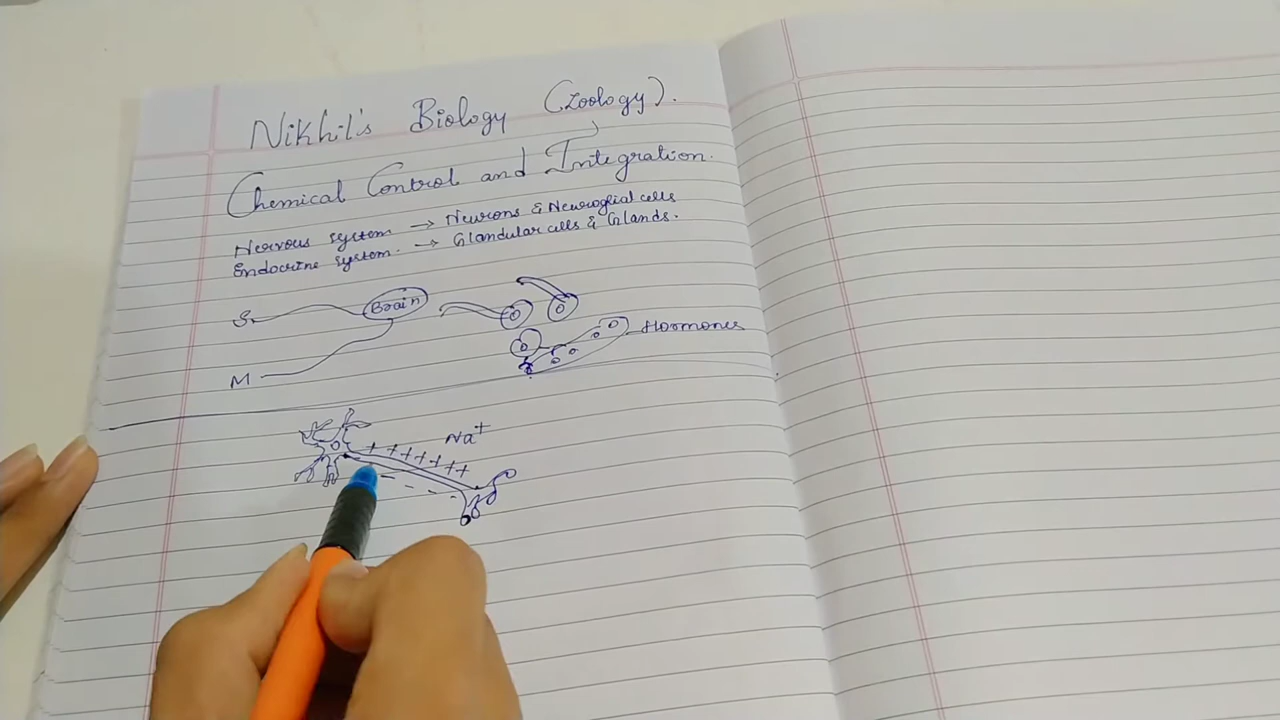 Nikhil's Biology (Zoology).
Chemical Control and Integration.
Nervous system → Neurons & Neuroglial cells
Endocrine system. → Glandular cells & Glands.
S
Brain
Hormones
M
+ + + + + + + Na+